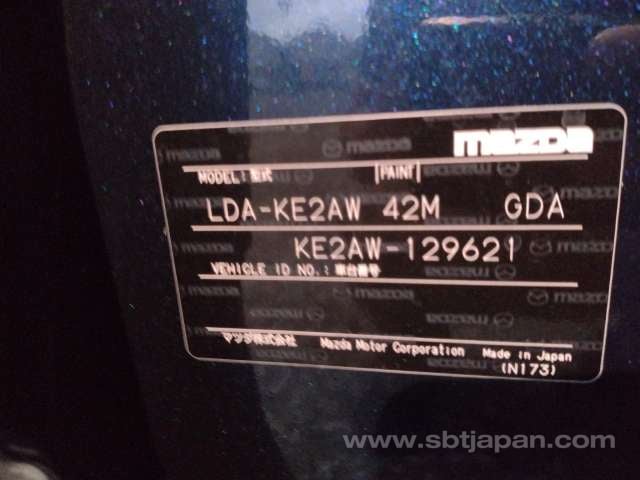 mazda
MODEL:型式 PAINT
LDA-KE2AW 42M GDA
KE2AW-129621
VEHICLE ID NO.:車台番号
マツダ株式会社 Mazda Motor Corporation Made in Japan
(N173)
www.sbtjapan.com